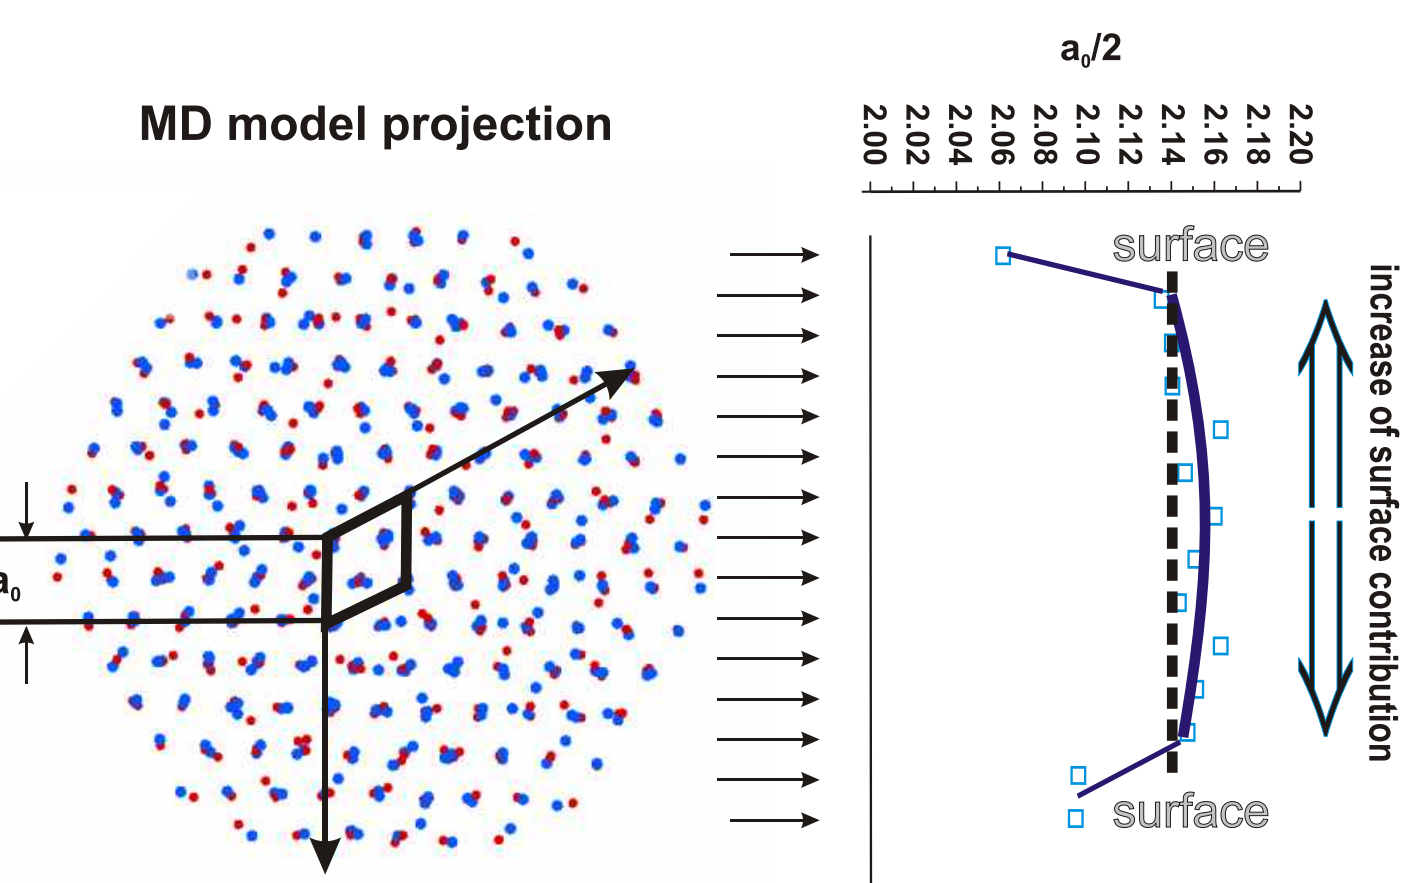 a₀/2
MD model projection
2.00
2.02
2.04
2.06
2.08
2.10
2.12
2.14
2.16
2.18
2.20
surface
increase of surface contribution
a₀
surface